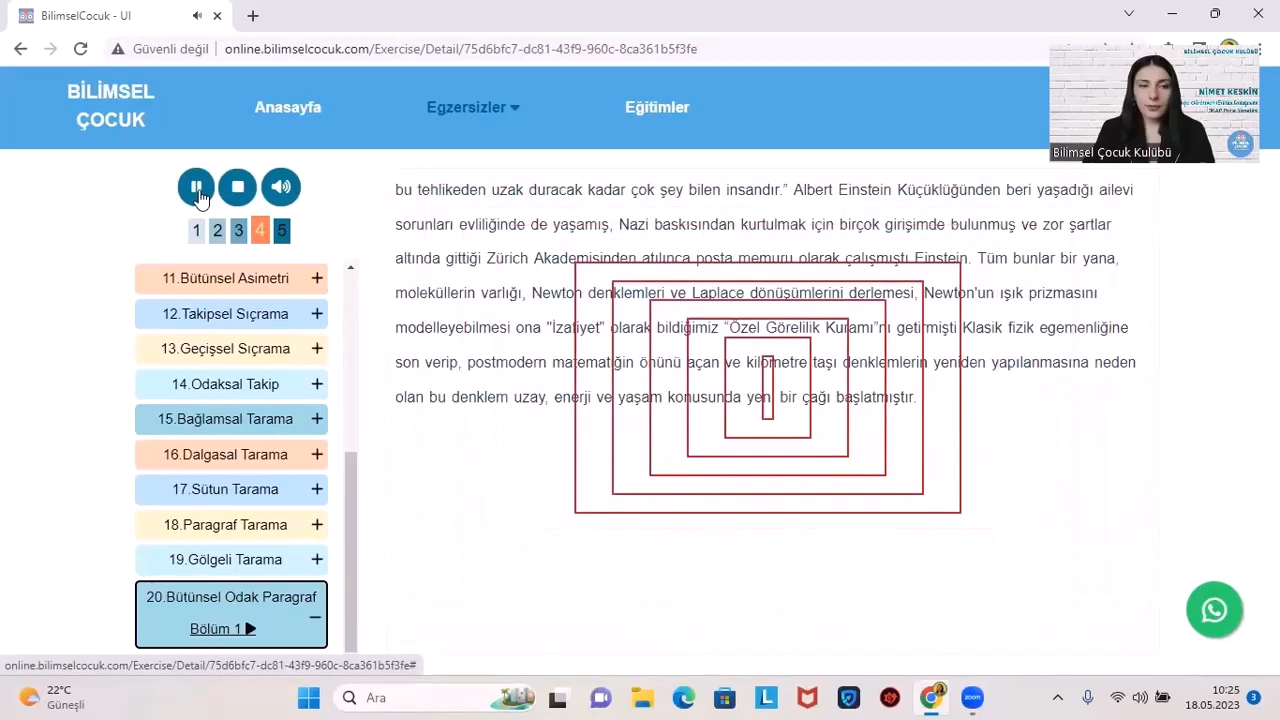 BilimselCocuk - UI
Güvenli değil
online.bilimselcocuk.com/Exercise/Detail/75d6bfc7-dc81-43f9-960c-8ca361b5f3fe
BİLİMSEL
ÇOCUK
Anasayfa
Egzersizler
Eğitimler
BİLİMSEL ÇOCUK KULÜBÜ
NİMET KESKİN
Bilimsel Çocuk Kulübü
1 2 3 4 5
11.Bütünsel Asimetri +
12.Takipsel Sıçrama +
13.Geçişsel Sıçrama +
14.Odaksal Takip +
15.Bağlamsal Tarama +
16.Dalgasal Tarama +
17.Sütun Tarama +
18.Paragraf Tarama +
19.Gölgeli Tarama +
20.Bütünsel Odak Paragraf
Bölüm 1
bu tehlikeden uzak duracak kadar çok şey bilen insandır.” Albert Einstein Küçüklüğünden beri yaşadığı ailevi
sorunları evliliğinde de yaşamış, Nazi baskısından kurtulmak için birçok girişimde bulunmuş ve zor şartlar
altında gittiği Zürich Akademisinden atılınca posta memuru olarak çalışmıştı Einstein. Tüm bunlar bir yana,
moleküllerin varlığı, Newton denklemleri ve Laplace dönüşümlerini derlemesi, Newton'un ışık prizmasını
modelleyebilmesi ona "İzafiyet" olarak bildiğimiz “Özel Görelilik Kuramı”nı getirmişti Klasik fizik egemenliğine
son verip, postmodern matematiğin önünü açan ve kilometre taşı denklemlerin yeniden yapılanmasına neden
olan bu denklem uzay, enerji ve yaşam konusunda yeni bir çağı başlatmıştır.
online.bilimselcocuk.com/Exercise/Detail/75d6bfc7-dc81-43f9-960c-8ca361b5f3fe#
22°C
Güneşli
Ara
zoom
10:25
18.05.2023
3